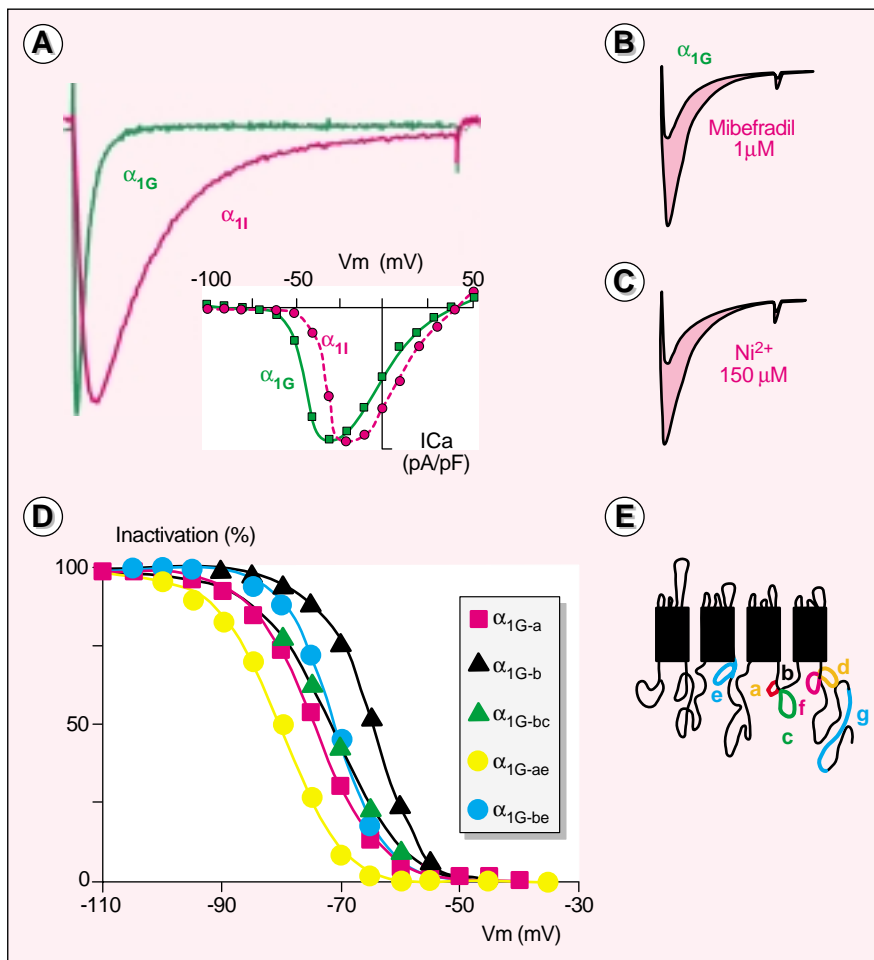 A
α1G
α1I
Vm (mV)
-100 -50 50
α1I
α1G
ICa
(pA/pF)
B
α1G
Mibefradil
1µM
C
Ni2+
150 µM
D
Inactivation (%)
100
50
0
-110 -90 -70 -50 -30
Vm (mV)
α1G-a
α1G-b
α1G-bc
α1G-ae
α1G-be
E
a
b
c
d
e
f
g